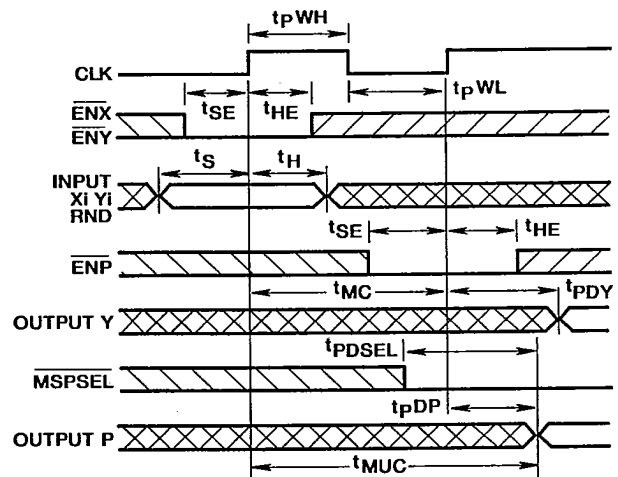 tPWH
CLK
tSE tHE tPWL
ENX
ENY
tS tH
INPUT
Xi Yi
RND
tSE tHE
ENP
tMC tPDY
OUTPUT Y
tPDSEL
MSPSEL
tPDP
OUTPUT P
tMUC